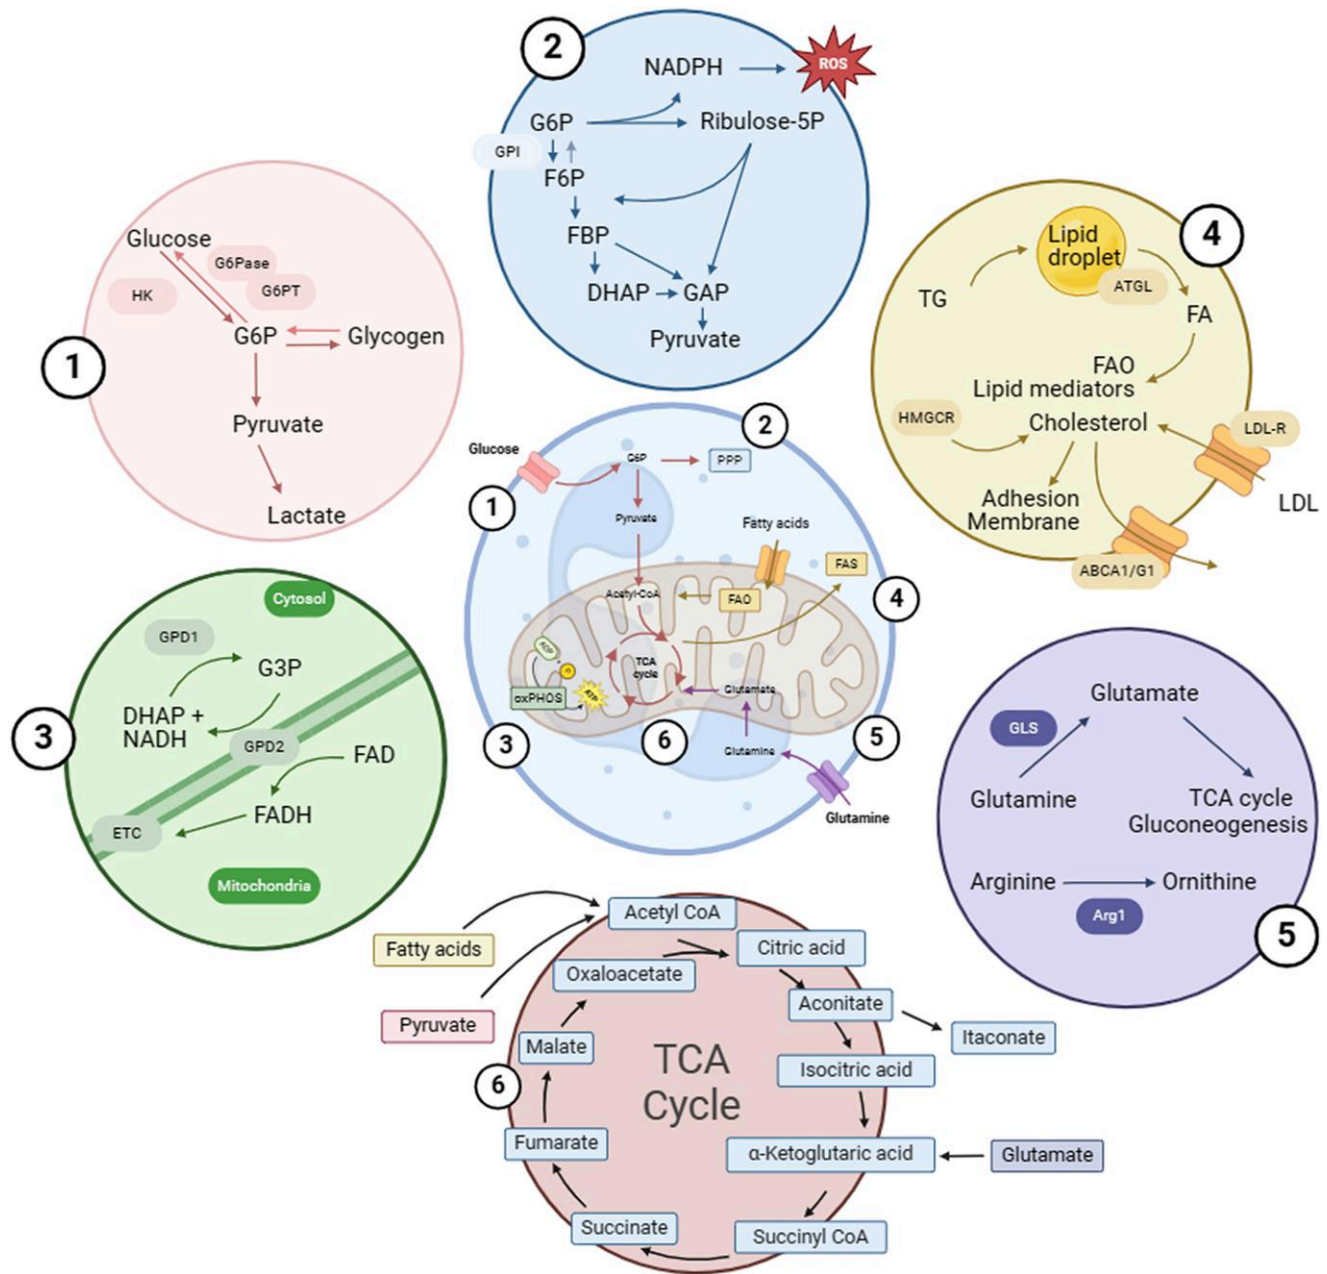 2
NADPH
ROS
G6P
Ribulose-5P
GPI
F6P
FBP
DHAP
GAP
Pyruvate
1
Glucose
G6Pase
HK
G6PT
G6P
Glycogen
Pyruvate
Lactate
4
Lipid
droplet
ATGL
TG
FA
FAO
Lipid mediators
HMGCR
Cholesterol
LDL-R
Adhesion
Membrane
LDL
ABCA1/G1
2
Glucose
G6P
PPP
1
Pyruvate
Fatty acids
FAS
Acetyl-CoA
FAO
4
ADP
TCA
cycle
oxPHOS
ATP
Glutamate
3
6
Glutamine
5
Glutamine
3
Cytosol
GPD1
G3P
DHAP +
NADH
GPD2
FAD
ETC
FADH
Mitochondria
Glutamate
GLS
Glutamine
TCA cycle
Gluconeogenesis
Arginine
Ornithine
Arg1
5
Acetyl CoA
Fatty acids
Citric acid
Oxaloacetate
Aconitate
Pyruvate
Itaconate
Malate
TCA
Cycle
Isocitric acid
6
Fumarate
α-Ketoglutaric acid
Glutamate
Succinate
Succinyl CoA